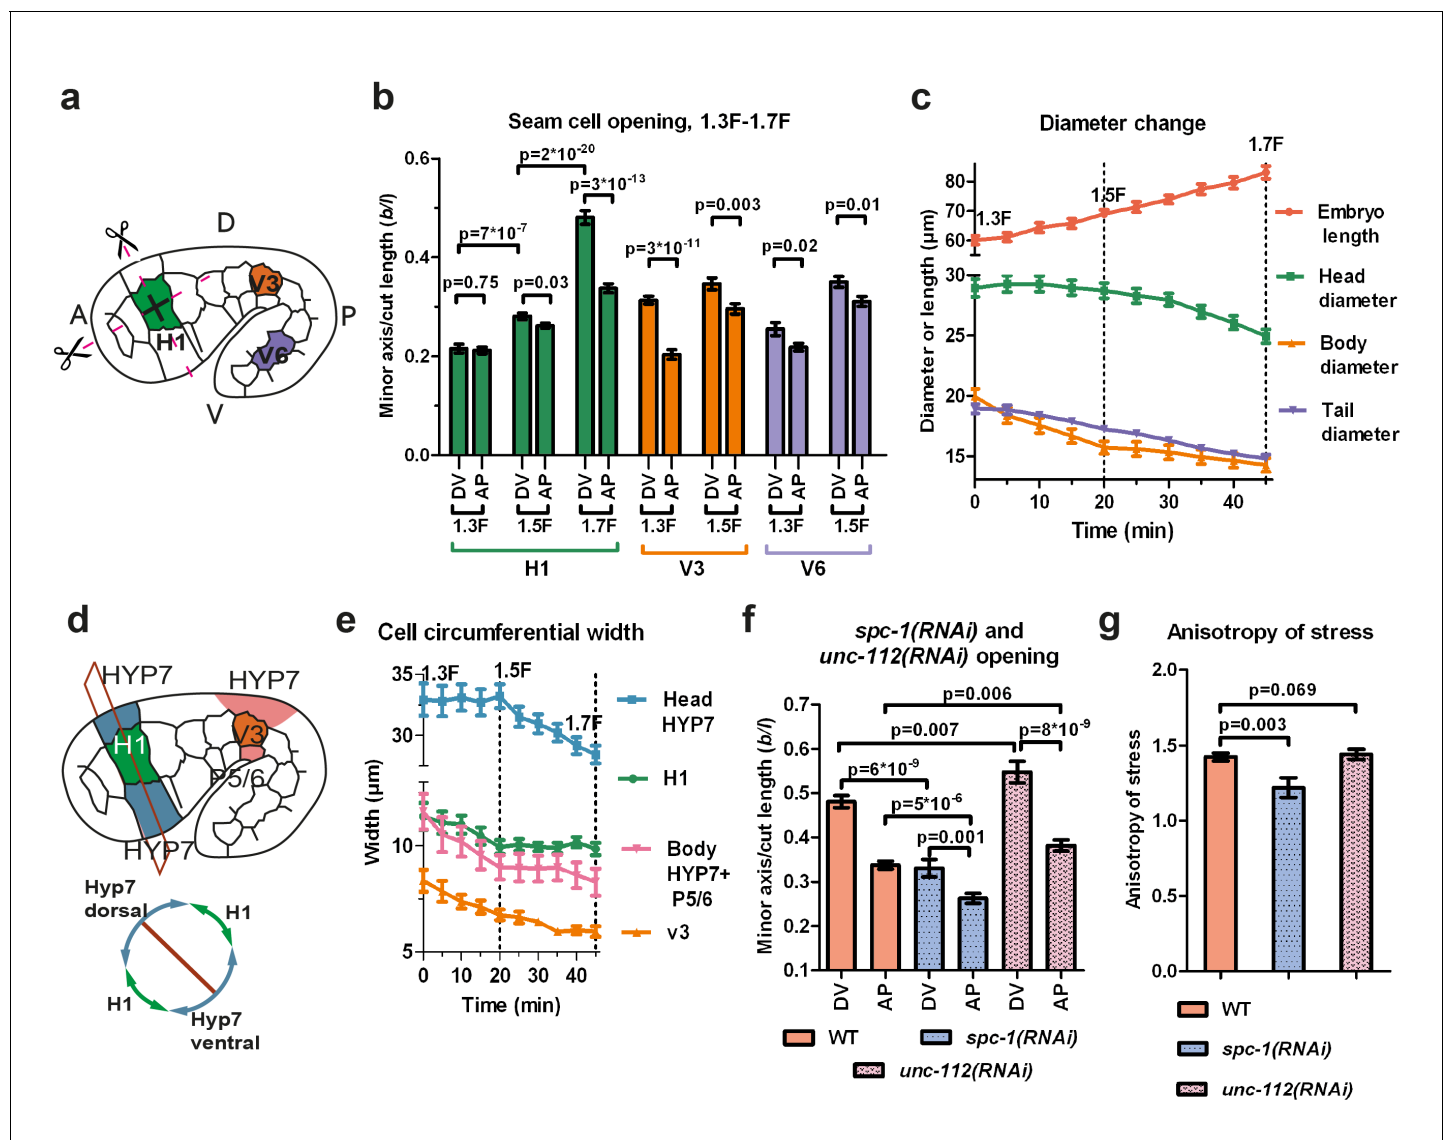 a
D
A
P
H1
V3
V6
V
b
Seam cell opening, 1.3F-1.7F
Minor axis/cut length (b/l)
0.6
0.4
0.2
0.0
p=0.75
p=7*10-7
p=0.03
p=2*10-20
p=3*10-13
p=3*10-11
p=0.003
p=0.02
p=0.01
DV AP DV AP DV AP DV AP DV AP DV AP DV AP
1.3F 1.5F 1.7F 1.3F 1.5F 1.3F 1.5F
H1 V3 V6
c
Diameter change
Diameter or length (μm)
80
70
60
30
25
20
15
1.3F
1.5F
1.7F
0 10 20 30 40
Time (min)
Embryo
length
Head
diameter
Body
diameter
Tail
diameter
d
HYP7
HYP7
H1
V3
P5/6
HYP7
Hyp7
dorsal
H1
H1
Hyp7
ventral
e
Cell circumferential width
Width (μm)
35
30
10
5
1.3F
1.5F
1.7F
0 10 20 30 40
Time (min)
Head
HYP7
H1
Body
HYP7+
P5/6
v3
f
spc-1(RNAi) and
unc-112(RNAi) opening
Minor axis/cut length (b/l)
0.7
0.6
0.5
0.4
0.3
0.2
0.1
p=0.006
p=0.007
p=8*10-9
p=6*10-9
p=5*10-6
p=0.001
DV AP DV AP DV AP
WT
spc-1(RNAi)
unc-112(RNAi)
g
Anisotropy of stress
Anisotropy of stress
2.0
1.5
1.0
0.5
0.0
p=0.069
p=0.003
WT
spc-1(RNAi)
unc-112(RNAi)